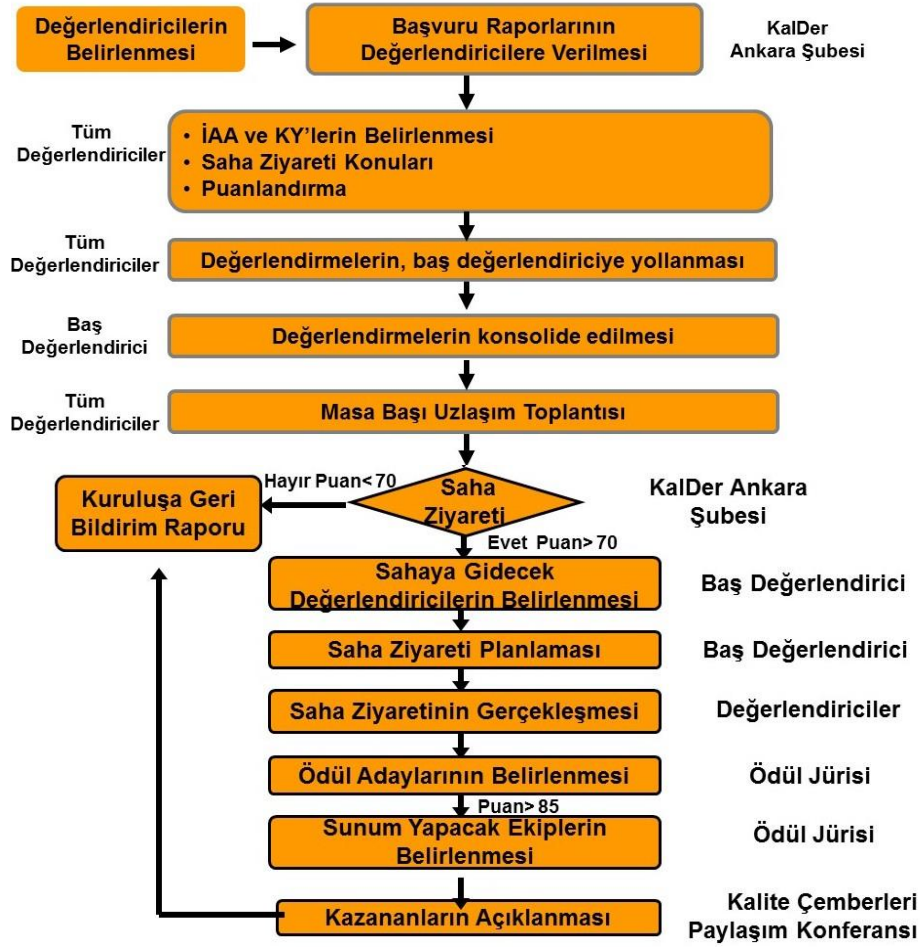 Değerlendiricilerin
Belirlenmesi
Başvuru Raporlarının
Değerlendiricilere Verilmesi
KalDer
Ankara Şubesi
Tüm
Değerlendiriciler
• İAA ve KY’lerin Belirlenmesi
• Saha Ziyareti Konuları
• Puanlandırma
Tüm
Değerlendiriciler
Değerlendirmelerin, baş değerlendiriciye yollanması
Baş
Değerlendirici
Değerlendirmelerin konsolide edilmesi
Tüm
Değerlendiriciler
Masa Başı Uzlaşım Toplantısı
Hayır Puan<70
Kuruluşa Geri
Bildirim Raporu
Saha
Ziyareti
KalDer Ankara
Şubesi
Evet Puan>70
Sahaya Gidecek
Değerlendiricilerin Belirlenmesi
Baş Değerlendirici
Saha Ziyareti Planlaması
Baş Değerlendirici
Saha Ziyaretinin Gerçekleşmesi
Değerlendiriciler
Ödül Adaylarının Belirlenmesi
Ödül Jürisi
Puan>85
Sunum Yapacak Ekiplerin
Belirlenmesi
Ödül Jürisi
Kazananların Açıklanması
Kalite Çemberleri
Paylaşım Konferansı